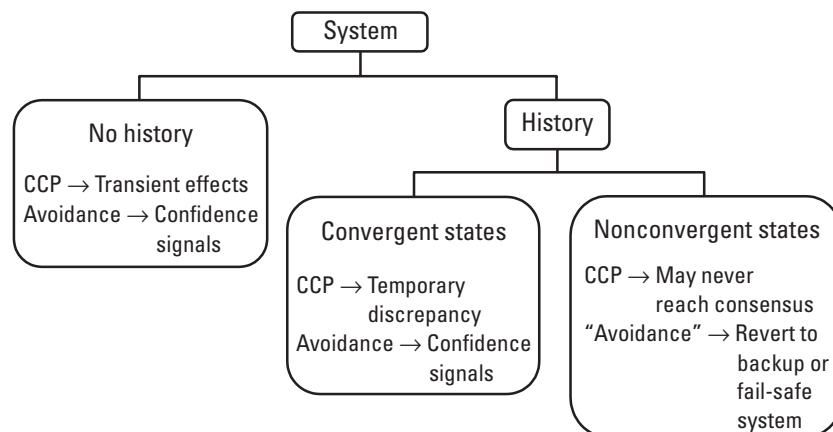 System
No history
CCP → Transient effects
Avoidance → Confidence
signals
History
Convergent states
CCP → Temporary
discrepancy
Avoidance → Confidence
signals
Nonconvergent states
CCP → May never
reach consensus
“Avoidance” → Revert to
backup or
fail-safe
system